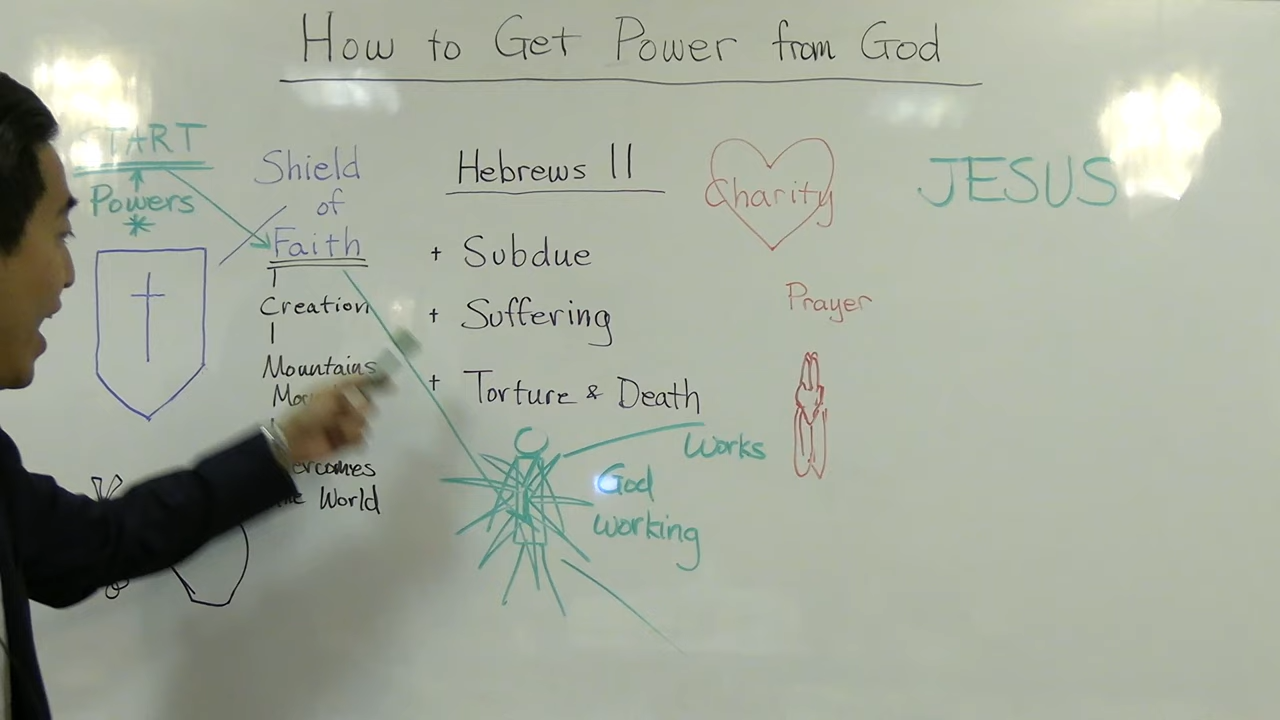 How to Get Power from God
START
Powers
Shield
of
Faith
Creation
Mountains
World
Hebrews 11
+ Subdue
+ Suffering
+ Torture & Death
Works
God
working
Charity
Prayer
JESUS